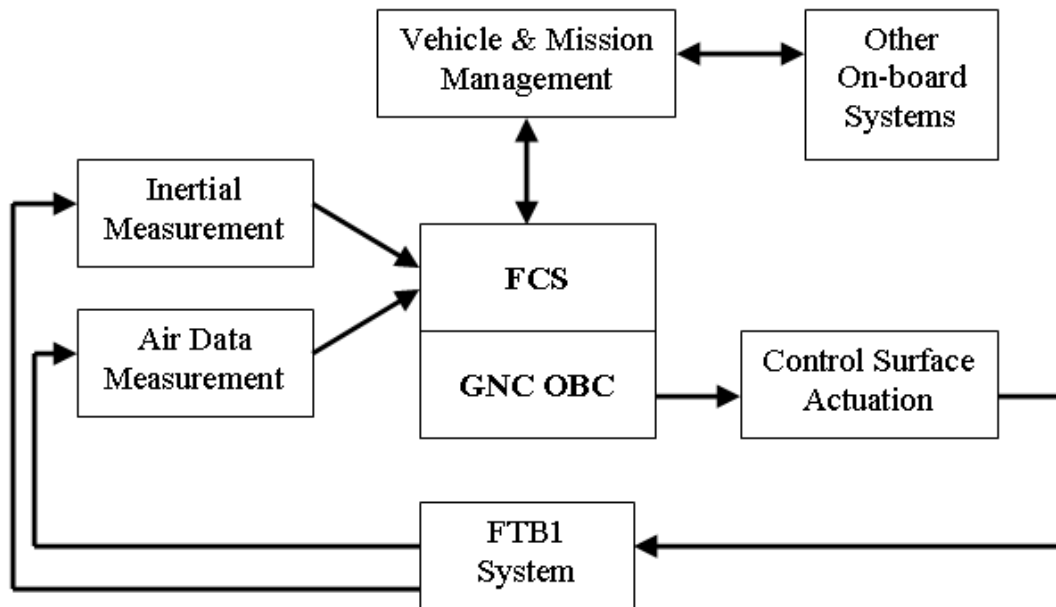 Vehicle & Mission
Management
Other
On-board
Systems
Inertial
Measurement
FCS
Air Data
Measurement
GNC OBC
Control Surface
Actuation
FTB1
System